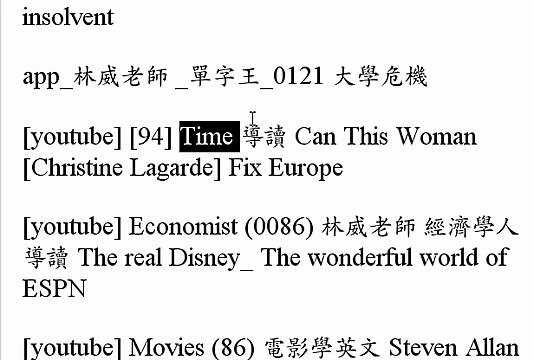 insolvent
app_林威老師 _單字王_0121 大學危機
[youtube] [94] Time 導讀 Can This Woman
[Christine Lagarde] Fix Europe
[youtube] Economist (0086) 林威老師 經濟學人
導讀 The real Disney_ The wonderful world of
ESPN
[youtube] Movies (86) 電影學英文 Steven Allan